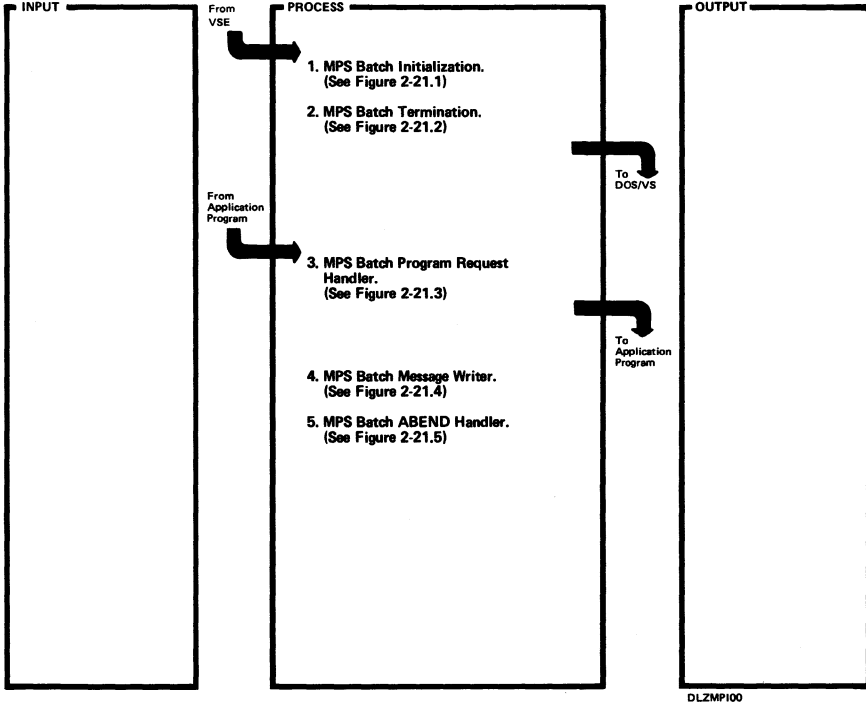 INPUT
From
VSE
PROCESS
OUTPUT
1. MPS Batch Initialization.
(See Figure 2-21.1)
2. MPS Batch Termination.
(See Figure 2-21.2)
To
DOS/VS
From
Application
Program
3. MPS Batch Program Request
Handler.
(See Figure 2-21.3)
To
Application
Program
4. MPS Batch Message Writer.
(See Figure 2-21.4)
5. MPS Batch ABEND Handler.
(See Figure 2-21.5)
DLZMPI00